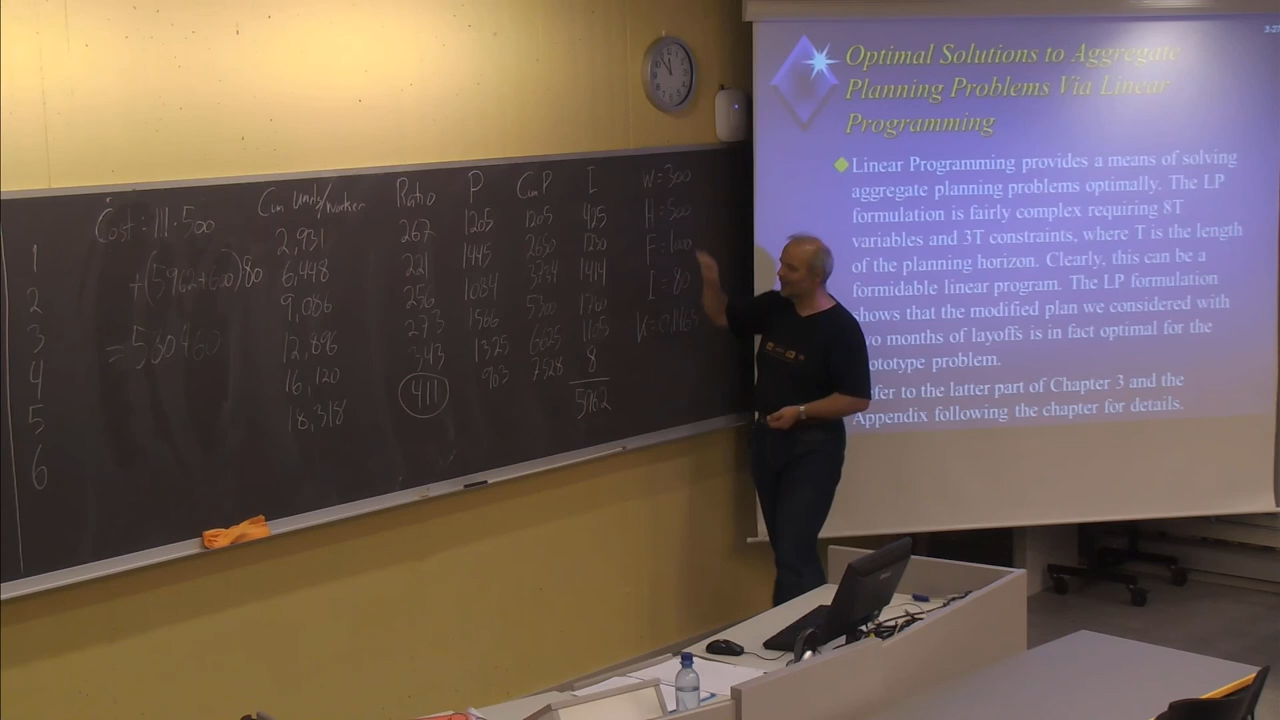 Cost: 111·500
+(5962+600)80
=580460
1
2
3
4
5
6
Cum Units/Worker
2,931
6,448
9,086
12,896
16,120
18,318
Ratio
267
221
256
273
343
411
P
1205
1445
1084
1566
1325
903
Cum P
1205
2650
3734
5300
6625
7528
I
425
1230
1414
1760
1105
8
5962
W=300
H=500
F=1000
I=80
Optimal Solutions to Aggregate
Planning Problems Via Linear
Programming
Linear Programming provides a means of solving
aggregate planning problems optimally. The LP
formulation is fairly complex requiring 8T
variables and 3T constraints, where T is the length
of the planning horizon. Clearly, this can be a
formidable linear program. The LP formulation
shows that the modified plan we considered with
two months of layoffs is in fact optimal for the
prototype problem.
Refer to the latter part of Chapter 3 and the
Appendix following the chapter for details.